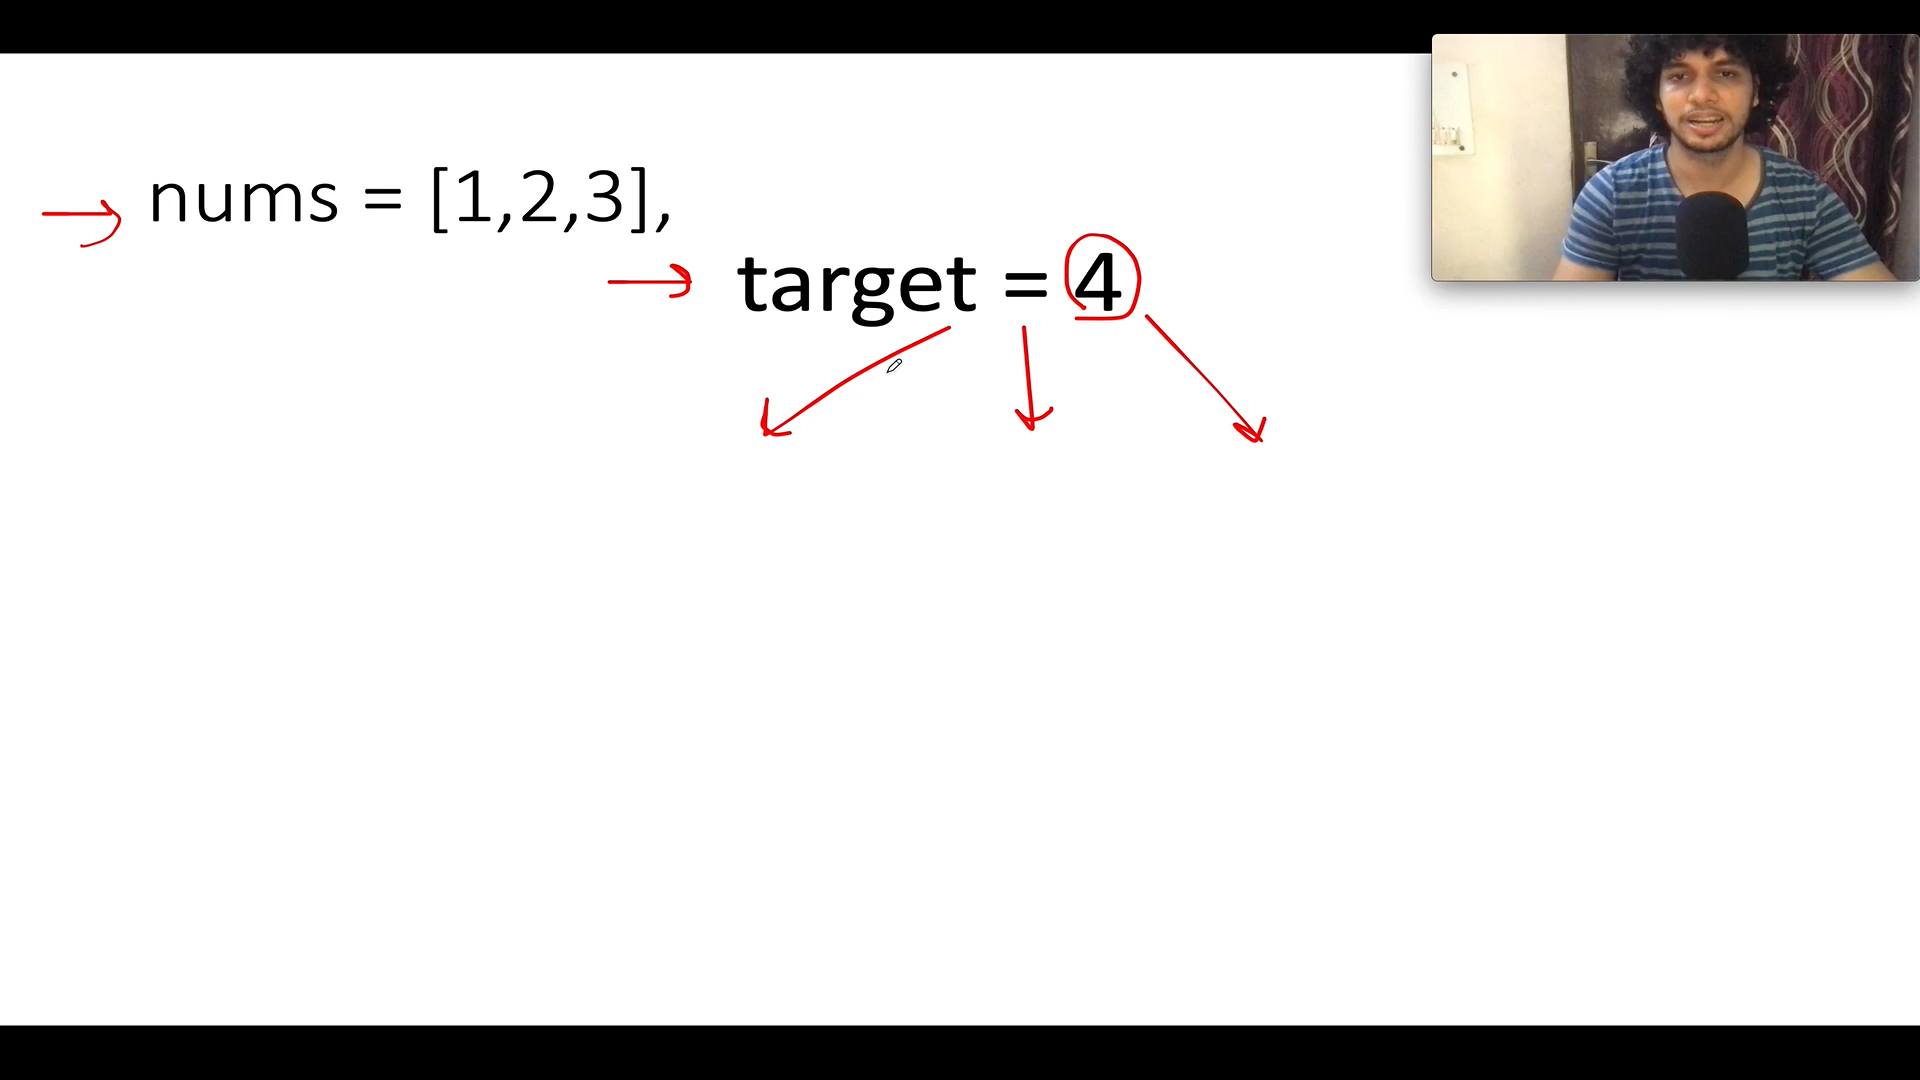 nums = [1,2,3],
target = 4